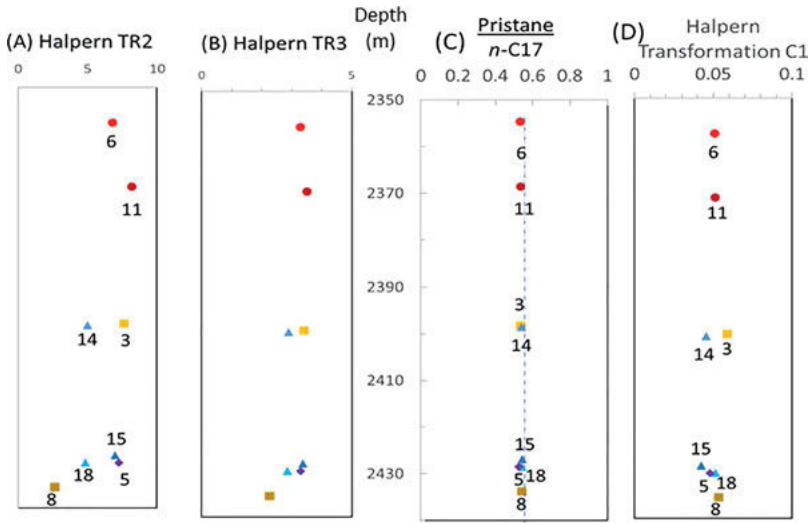 (A) Halpern TR2
0 5 10
6
11
14 3
15
18 5
8
(B) Halpern TR3
0 5
Depth
(m)
2350
2370
2390
2410
2430
(C) Pristane
n-C17
0 0.2 0.4 0.6 0.8 1
6
11
3
14
15
5 18
8
(D) Halpern
Transformation C1
0 0.05 0.1
6
11
14 3
15
5 18
8